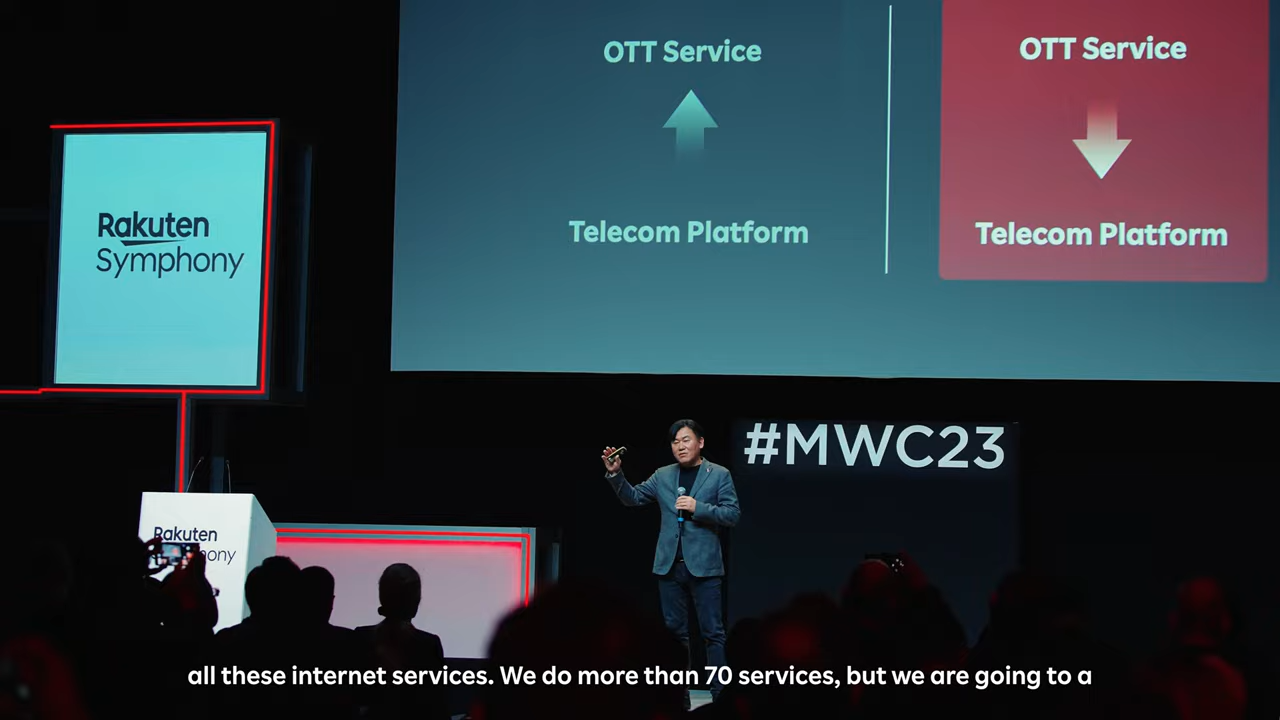 OTT Service
OTT Service
Telecom Platform
Telecom Platform
Rakuten
Symphony
#MWC23
Rakuten
all these internet services. We do more than 70 services, but we are going to a